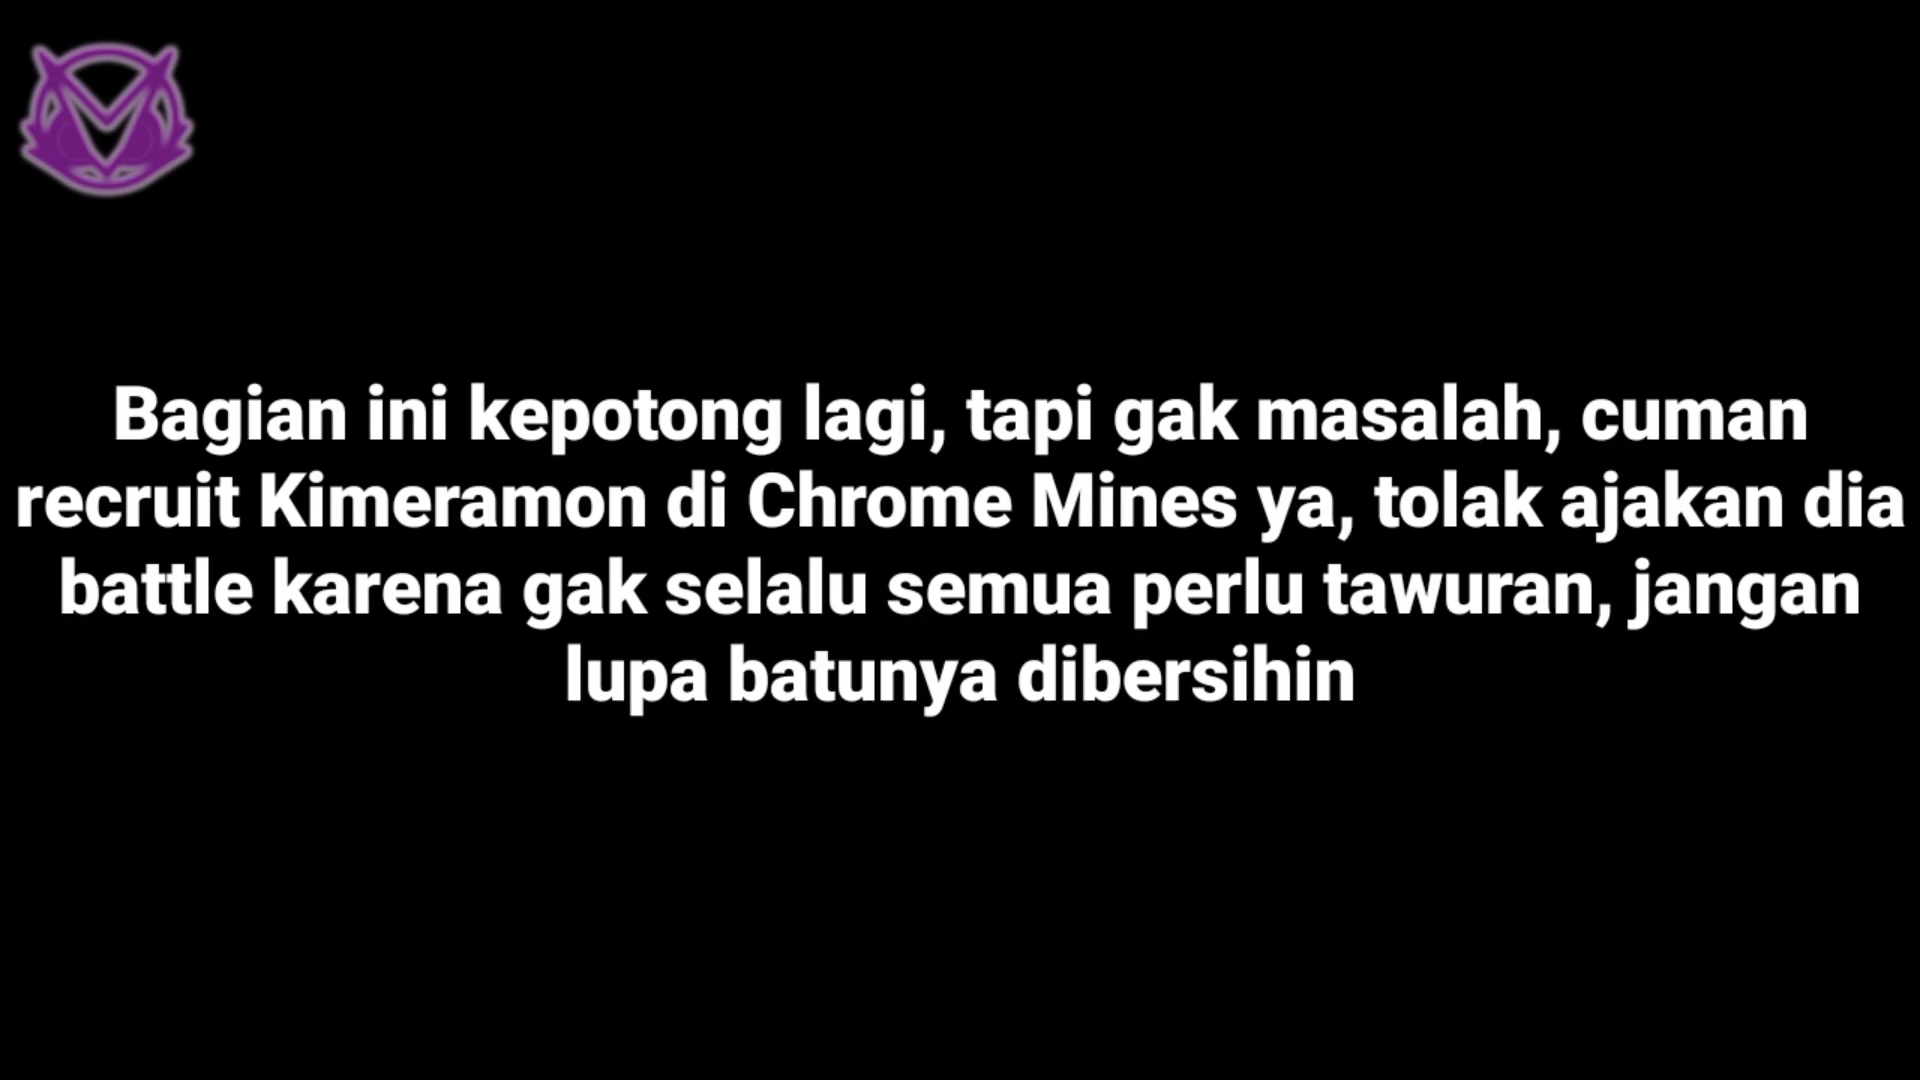 Bagian ini kepotong lagi, tapi gak masalah, cuman
recruit Kimeramon di Chrome Mines ya, tolak ajakan dia
battle karena gak selalu semua perlu tawuran, jangan
lupa batunya dibersihin